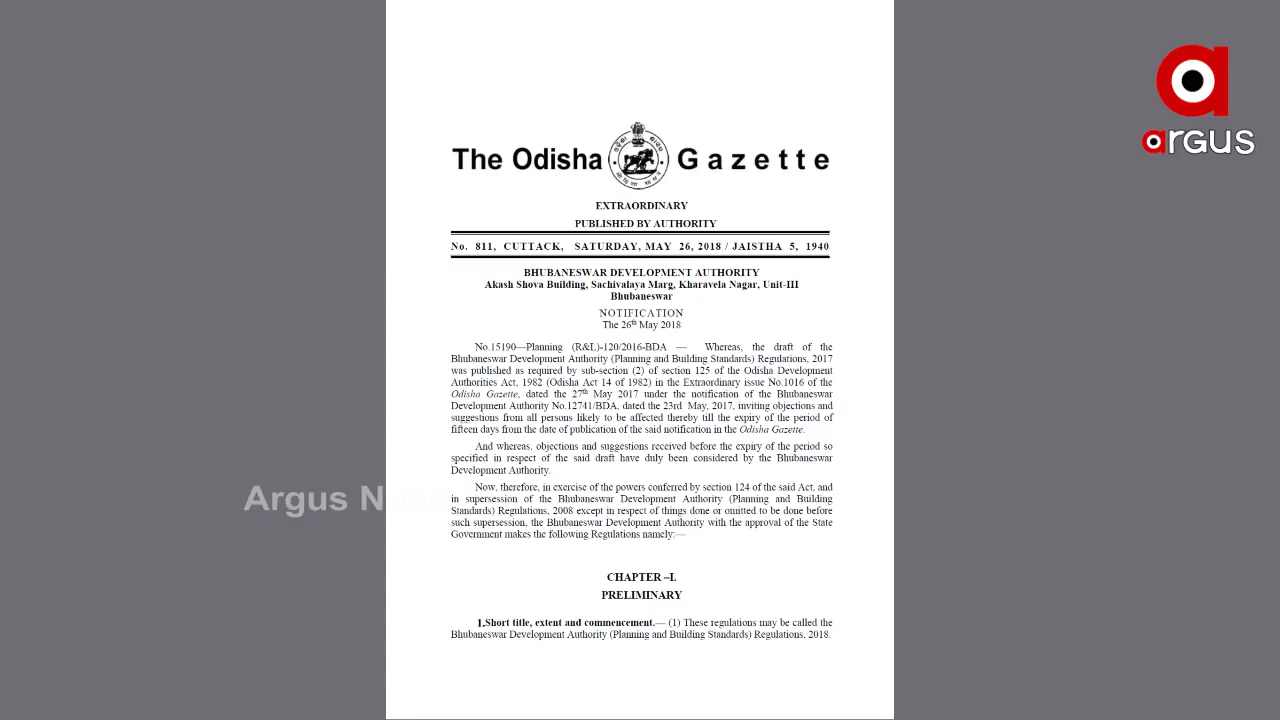 The Odisha Gazette
EXTRAORDINARY
PUBLISHED BY AUTHORITY
No. 811, CUTTACK, SATURDAY, MAY 26, 2018 / JAISTHA 5, 1940
BHUBANESWAR DEVELOPMENT AUTHORITY
Akash Shova Building, Sachivalaya Marg, Kharavela Nagar, Unit-III
Bhubaneswar
NOTIFICATION
The 26th May 2018
No.15190—Planning (R&L)-120/2016-BDA — Whereas, the draft of the
Bhubaneswar Development Authority (Planning and Building Standards) Regulations, 2017
was published as required by sub-section (2) of section 125 of the Odisha Development
Authorities Act, 1982 (Odisha Act 14 of 1982) in the Extraordinary issue No.1016 of the
Odisha Gazette, dated the 27th May 2017 under the notification of the Bhubaneswar
Development Authority No.12741/BDA, dated the 23rd May, 2017, inviting objections and
suggestions from all persons likely to be affected thereby till the expiry of the period of
fifteen days from the date of publication of the said notification in the Odisha Gazette.
And whereas, objections and suggestions received before the expiry of the period so
specified in respect of the said draft have duly been considered by the Bhubaneswar
Development Authority.
Now, therefore, in exercise of the powers conferred by section 124 of the said Act, and
in supersession of the Bhubaneswar Development Authority (Planning and Building
Standards) Regulations, 2008 except in respect of things done or omitted to be done before
such supersession, the Bhubaneswar Development Authority with the approval of the State
Government makes the following Regulations namely:—
CHAPTER –I.
PRELIMINARY
1.Short title, extent and commencement.— (1) These regulations may be called the
Bhubaneswar Development Authority (Planning and Building Standards) Regulations, 2018.
argus
Argus News